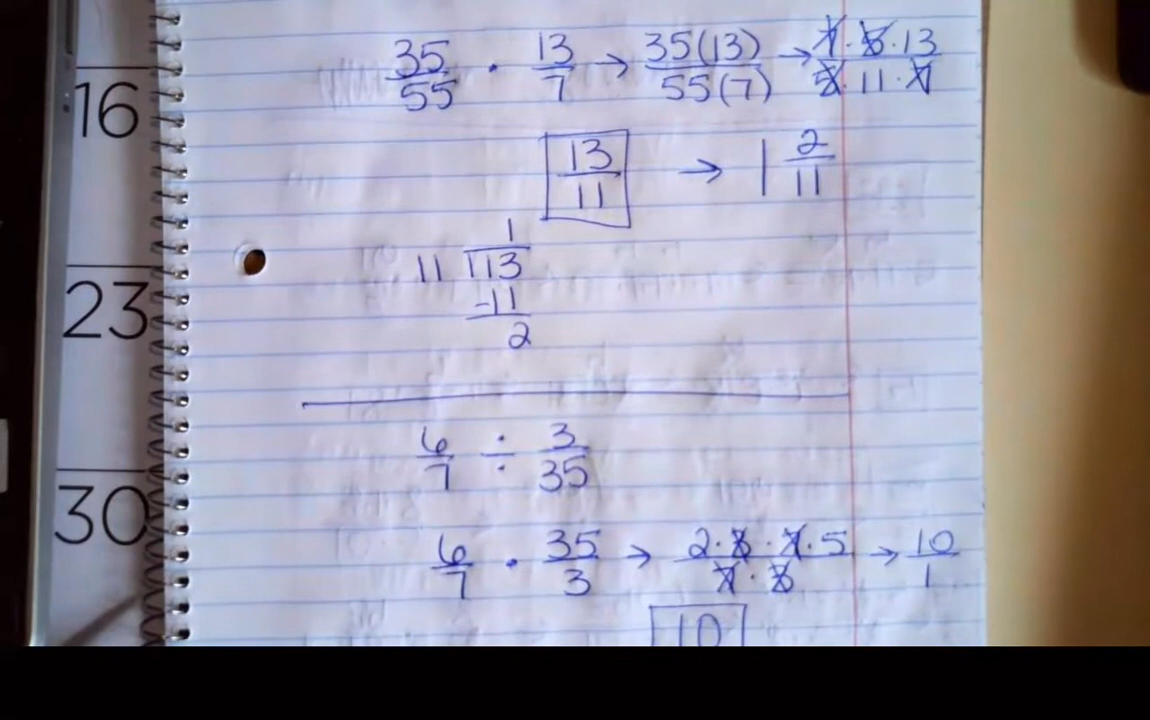 35/55 · 13/7 → 35(13)/55(7) → 7·5·13/5·11·7
16
13/11 → 1 2/11
1
11 13
23
-11
2
6/7 ÷ 3/35
30
6/7 · 35/3 → 2·3·7·5/7·3 → 10/1
10